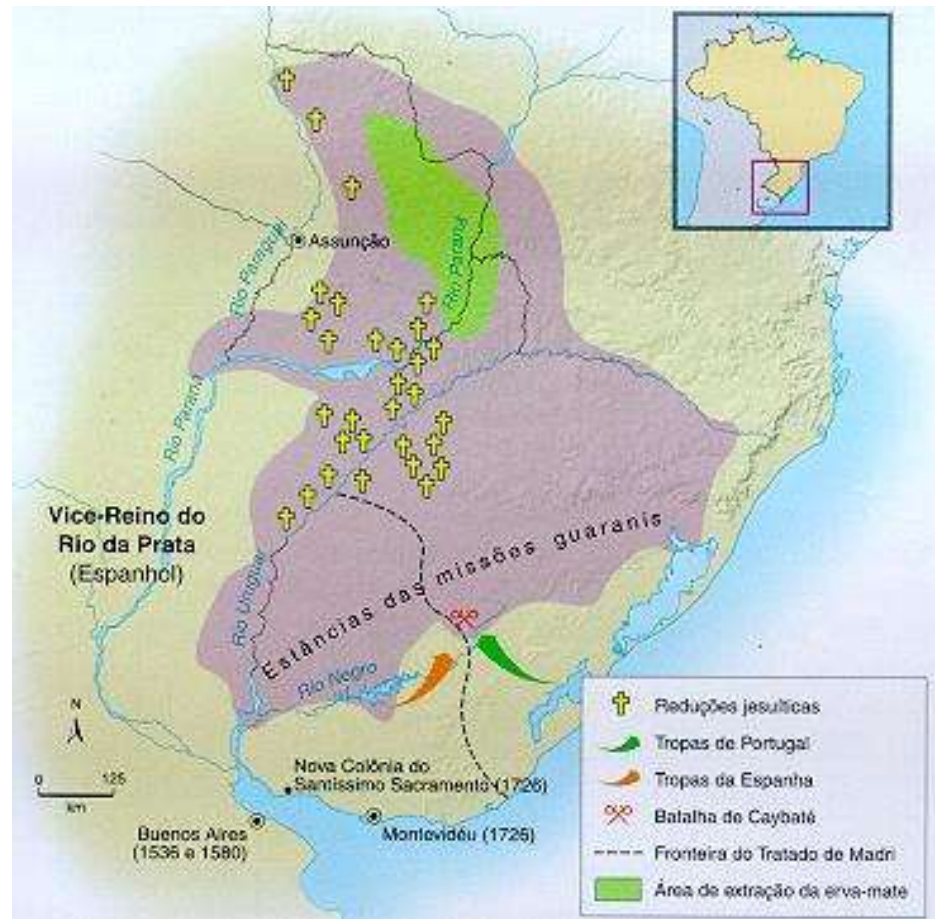 Assunção
Rio Paraguai
Rio Paraná
Rio Paraná
Vice-Reino do
Rio da Prata
(Espanhol)
Rio Uruguai
Estâncias das missões guaranis
Rio Negro
N
0 125
km
Nova Colônia do
Santíssimo Sacramento (1726)
Buenos Aires
(1536 e 1580)
Montevidéu (1726)
Reduções jesuíticas
Tropas de Portugal
Tropas da Espanha
Batalha de Caybaté
Fronteira do Tratado de Madri
Área de extração da erva-mate